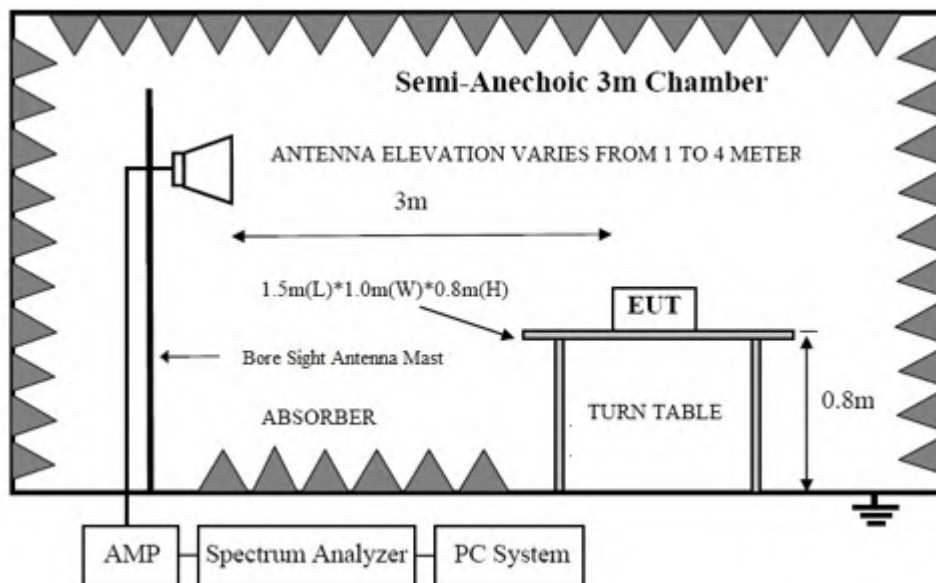 Semi-Anechoic 3m Chamber
ANTENNA ELEVATION VARIES FROM 1 TO 4 METER
3m
1.5m(L)*1.0m(W)*0.8m(H)
EUT
Bore Sight Antenna Mast
0.8m
ABSORBER
TURN TABLE
AMP
Spectrum Analyzer
PC System